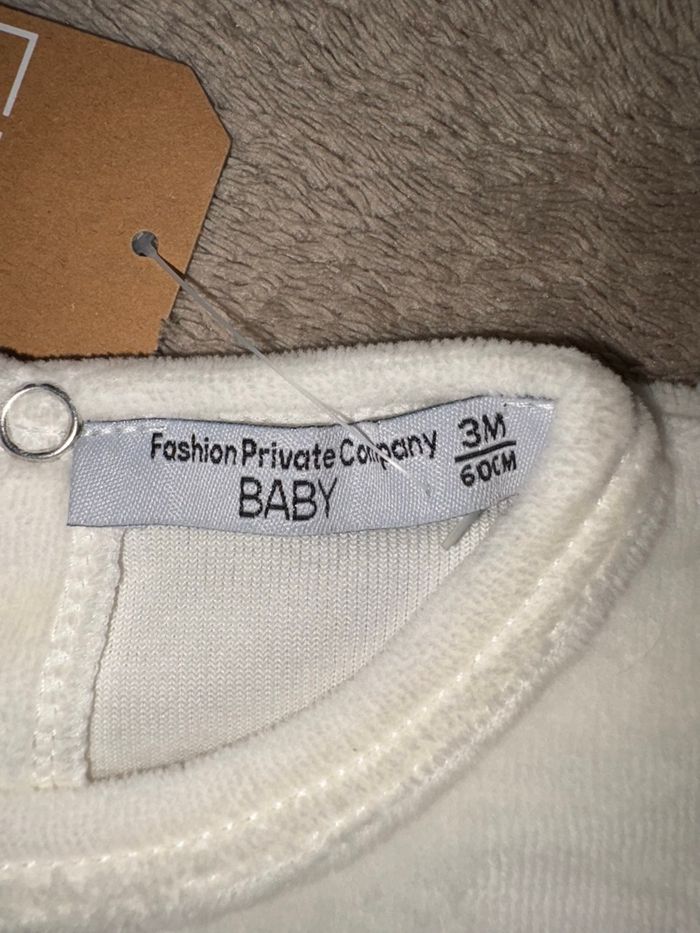 Fashion Private Company
BABY
3M
60CM